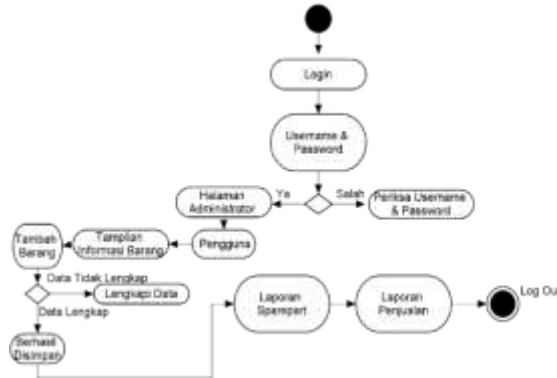 Login
Username &
Password
Ya
Salah
Halaman
Administrator
Periksa Username
& Password
Pengguna
Tampilan
Informasi Barang
Tambah
Barang
Data Tidak Lengkap
Lengkapi Data
Data Lengkap
Berhasil
Disimpan
Laporan
Sparepart
Laporan
Penjualan
Log Ou